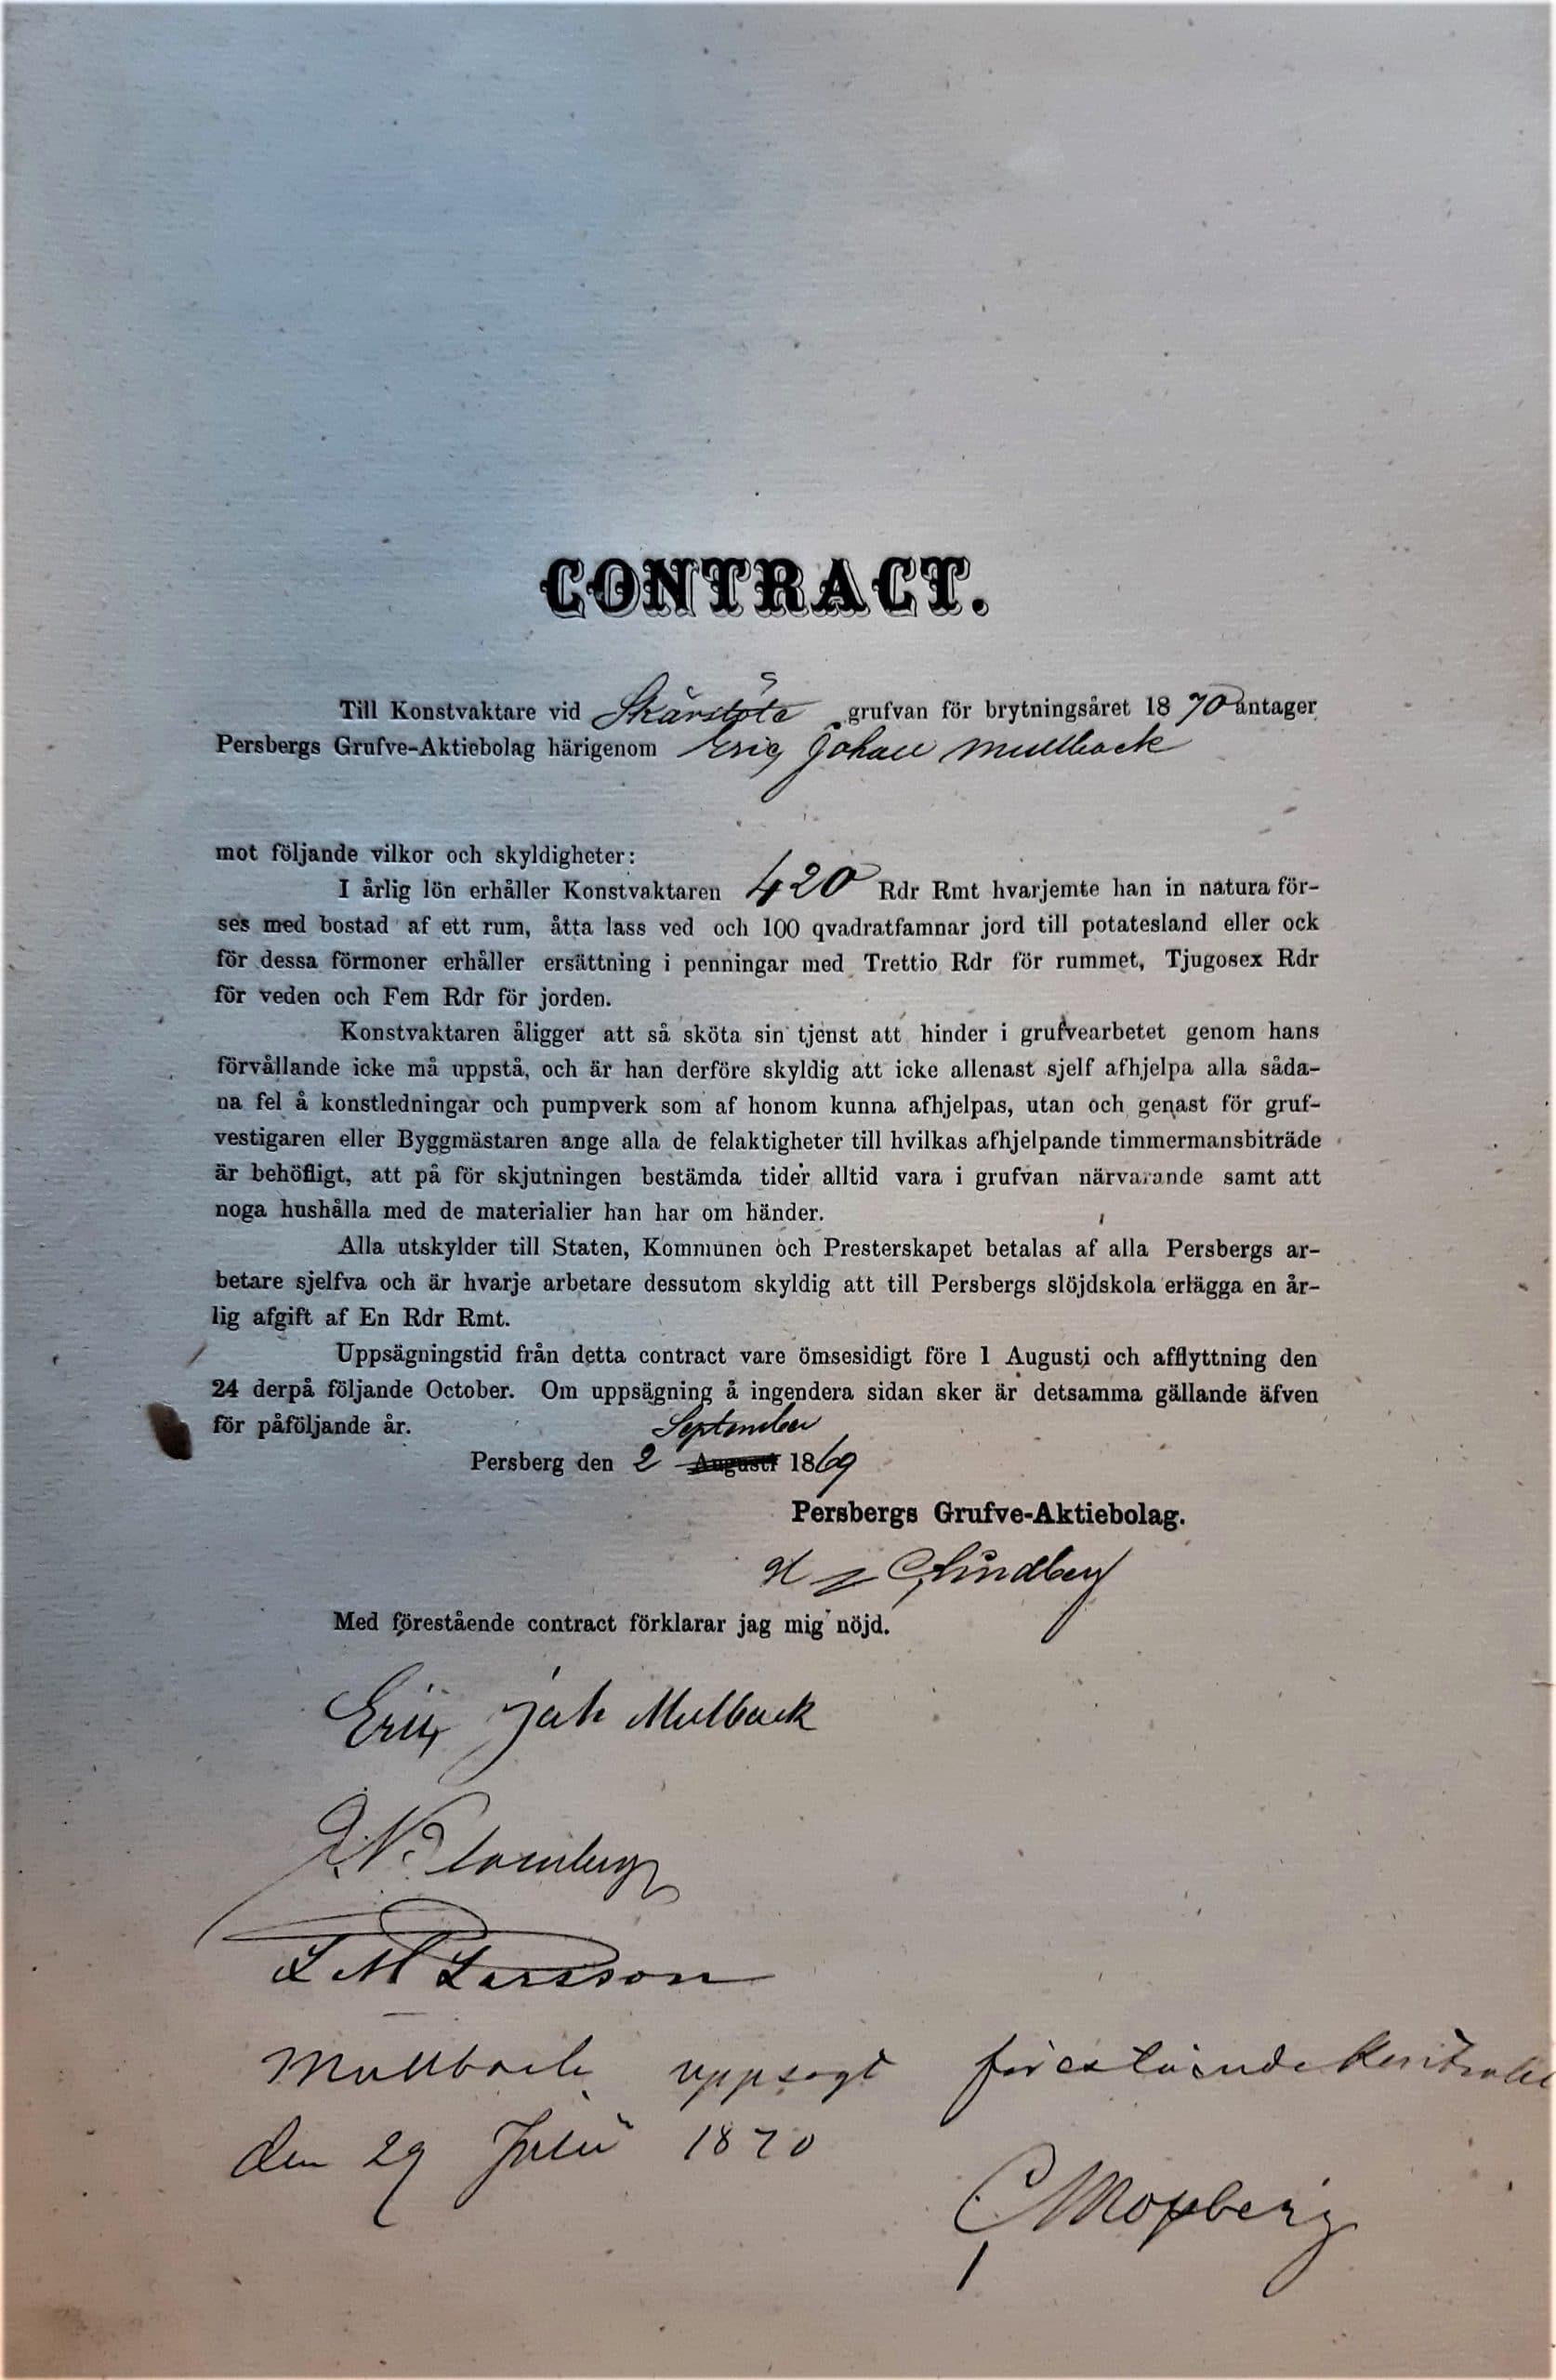 CONTRACT.
Till Konstvaktare vid Skärstöta grufvan för brytningsåret 1870 antager
Persbergs Grufve-Aktiebolag härigenom Eric Johan Mullback
mot följande vilkor och skyldigheter:
I årlig lön erhåller Konstvaktaren 420 Rdr Rmt hvarjemte han in natura för-
ses med bostad af ett rum, åtta lass ved och 100 qvadratfamnar jord till potatesland eller ock
för dessa förmoner erhåller ersättning i penningar med Trettio Rdr för rummet, Tjugosex Rdr
för veden och Fem Rdr för jorden.
Konstvaktaren åligger att så sköta sin tjenst att hinder i grufvearbetet genom hans
förvållande icke må uppstå, och är han derföre skyldig att icke allenast sjelf afhjelpa alla såda-
na fel å konstledningar och pumpverk som af honom kunna afhjelpas, utan och genast för gruf-
vestigaren eller Byggmästaren ange alla de felaktigheter till hvilkas afhjelpande timmermansbiträde
är behöfligt, att på för skjutningen bestämda tider alltid vara i grufvan närvarande samt att
noga hushålla med de materialier han har om händer.
Alla utskylder till Staten, Kommunen och Presterskapet betalas af alla Persbergs ar-
betare sjelfva och är hvarje arbetare dessutom skyldig att till Persbergs slöjdskola erlägga en år-
lig afgift af En Rdr Rmt.
Uppsägningstid från detta contract vare ömsesidigt före 1 Augusti och afflyttning den
24 derpå följande October. Om uppsägning å ingendera sidan sker är detsamma gällande äfven
för påföljande år.
September
Persberg den 2 Augusti 1869
Persbergs Grufve-Aktiebolag.
Lindberg
Med förestående contract förklarar jag mig nöjd.
Eric Joh Mullback
L M Larsson
Mullback uppsagt förestående Kontrakt
den 29 Juli 1870
C Mossberg